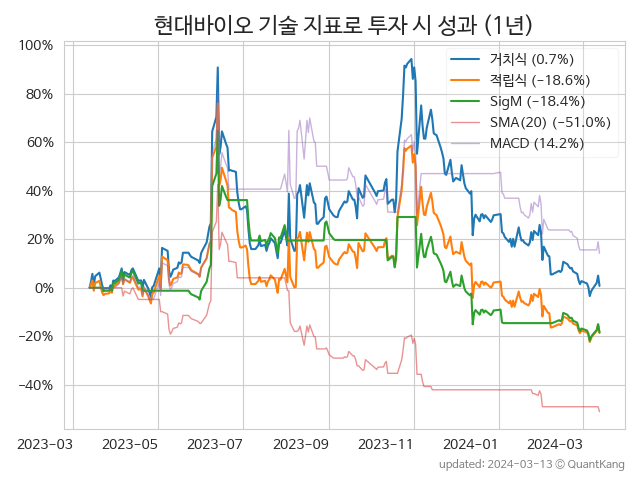 현대바이오 기술 지표로 투자 시 성과 (1년)
100%
80%
60%
40%
20%
0%
−20%
−40%
거치식 (0.7%)
적립식 (−18.6%)
SigM (−18.4%)
SMA(20) (−51.0%)
MACD (14.2%)
2023-03 2023-05 2023-07 2023-09 2023-11 2024-01 2024-03
updated: 2024-03-13 ⓒ QuantKang